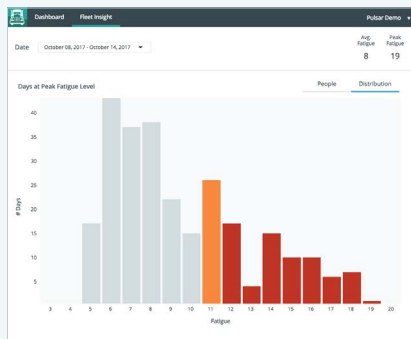 Dashboard Fleet Insight Pulsar Demo
Date October 08, 2017 - October 14, 2017
Avg. Fatigue
8
Peak Fatigue
19
Days at Peak Fatigue Level
People Distribution
# Days
40
35
30
25
20
15
10
5
3 4 5 6 7 8 9 10 11 12 13 14 15 16 17 18 19 20
Fatigue